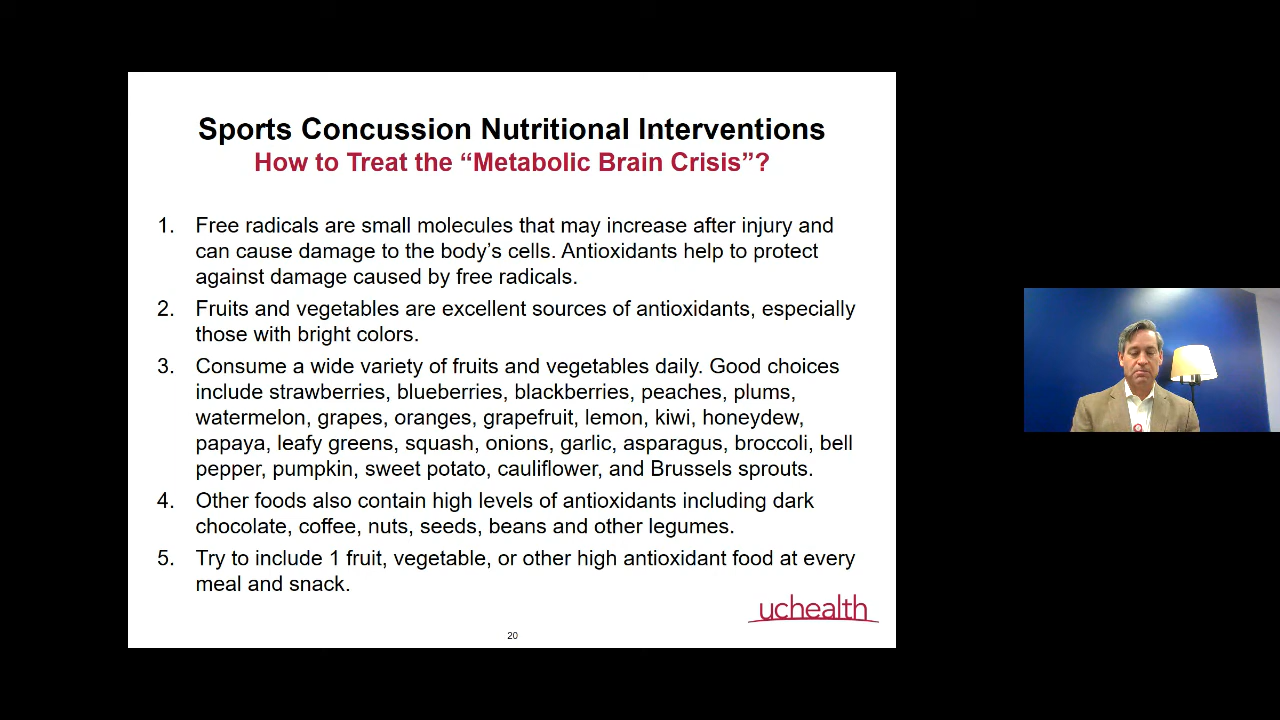 Sports Concussion Nutritional Interventions
How to Treat the “Metabolic Brain Crisis”?
1. Free radicals are small molecules that may increase after injury and
can cause damage to the body’s cells. Antioxidants help to protect
against damage caused by free radicals.
2. Fruits and vegetables are excellent sources of antioxidants, especially
those with bright colors.
3. Consume a wide variety of fruits and vegetables daily. Good choices
include strawberries, blueberries, blackberries, peaches, plums,
watermelon, grapes, oranges, grapefruit, lemon, kiwi, honeydew,
papaya, leafy greens, squash, onions, garlic, asparagus, broccoli, bell
pepper, pumpkin, sweet potato, cauliflower, and Brussels sprouts.
4. Other foods also contain high levels of antioxidants including dark
chocolate, coffee, nuts, seeds, beans and other legumes.
5. Try to include 1 fruit, vegetable, or other high antioxidant food at every
meal and snack.
uchealth
20